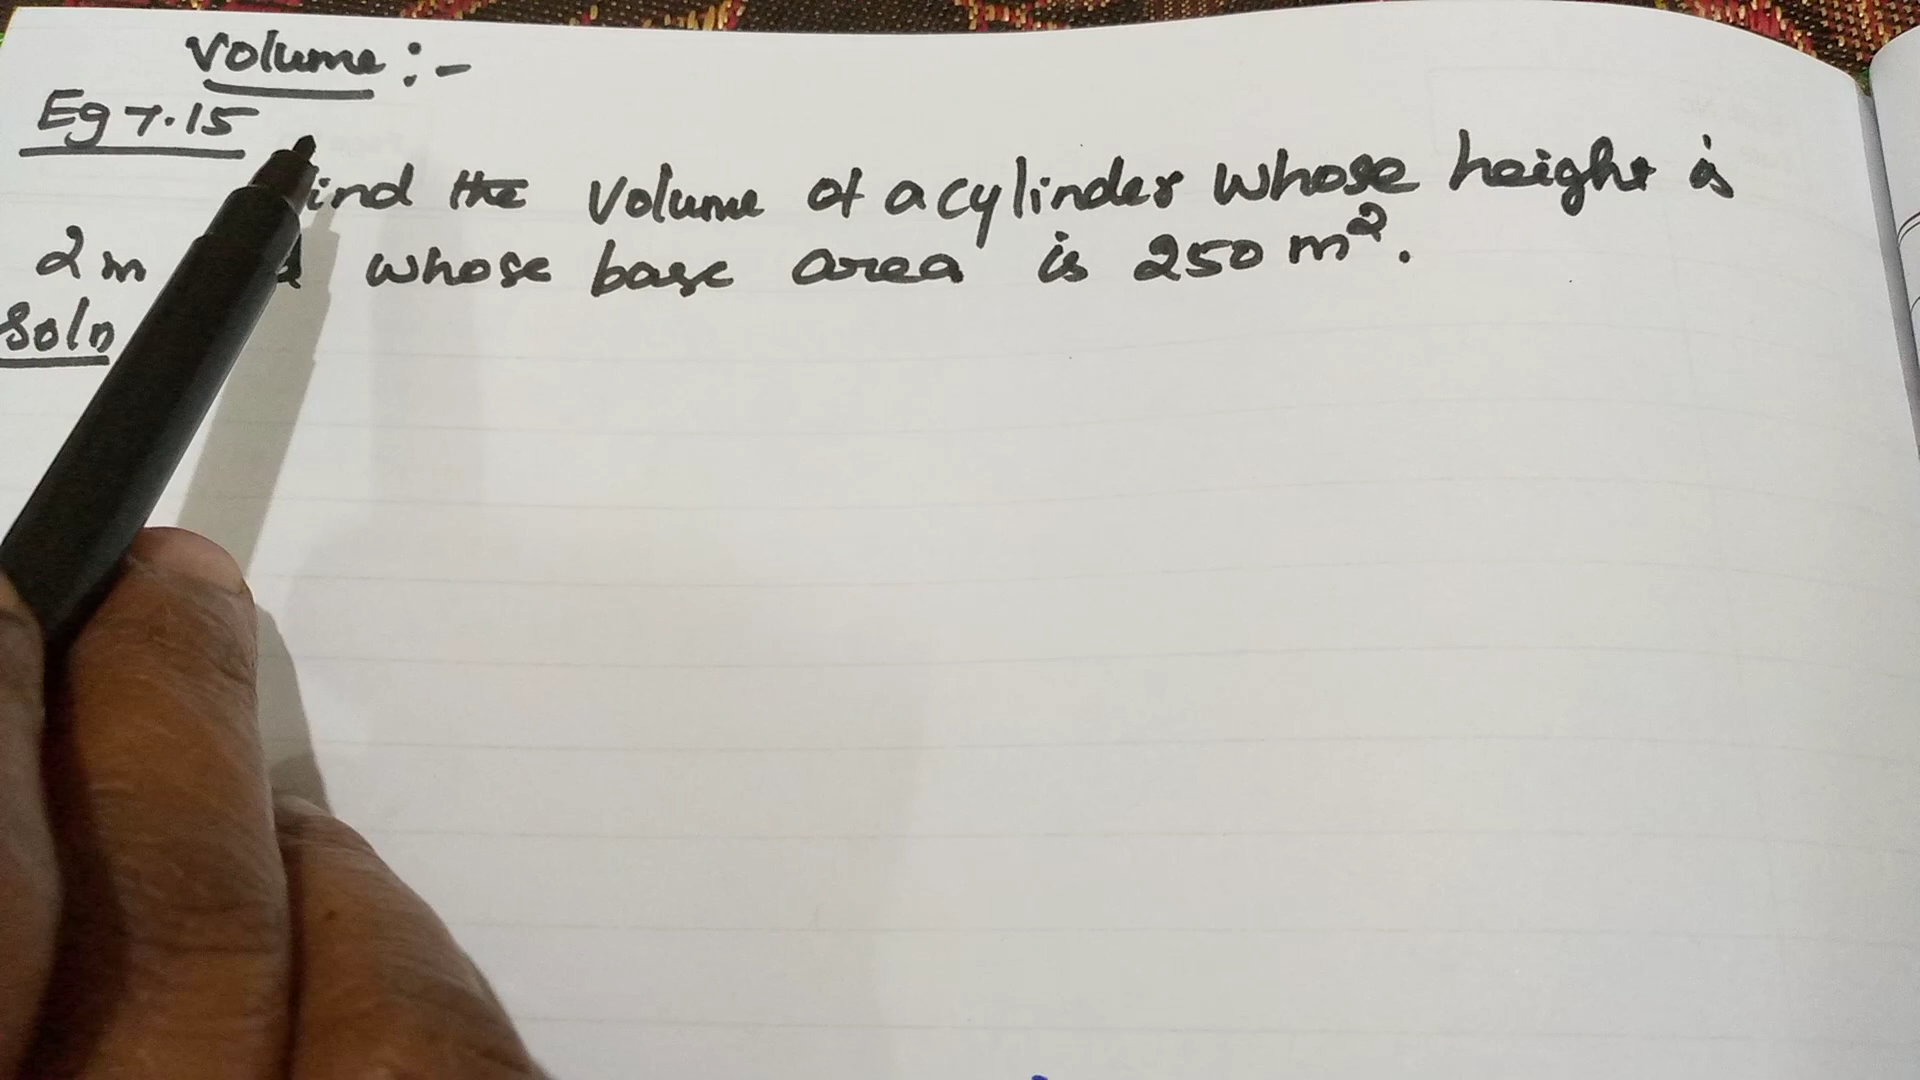 Volume :-
Eg 7.15
ind the Volume of a cylinder whose height is
2m whose base area is 250 m².
Soln